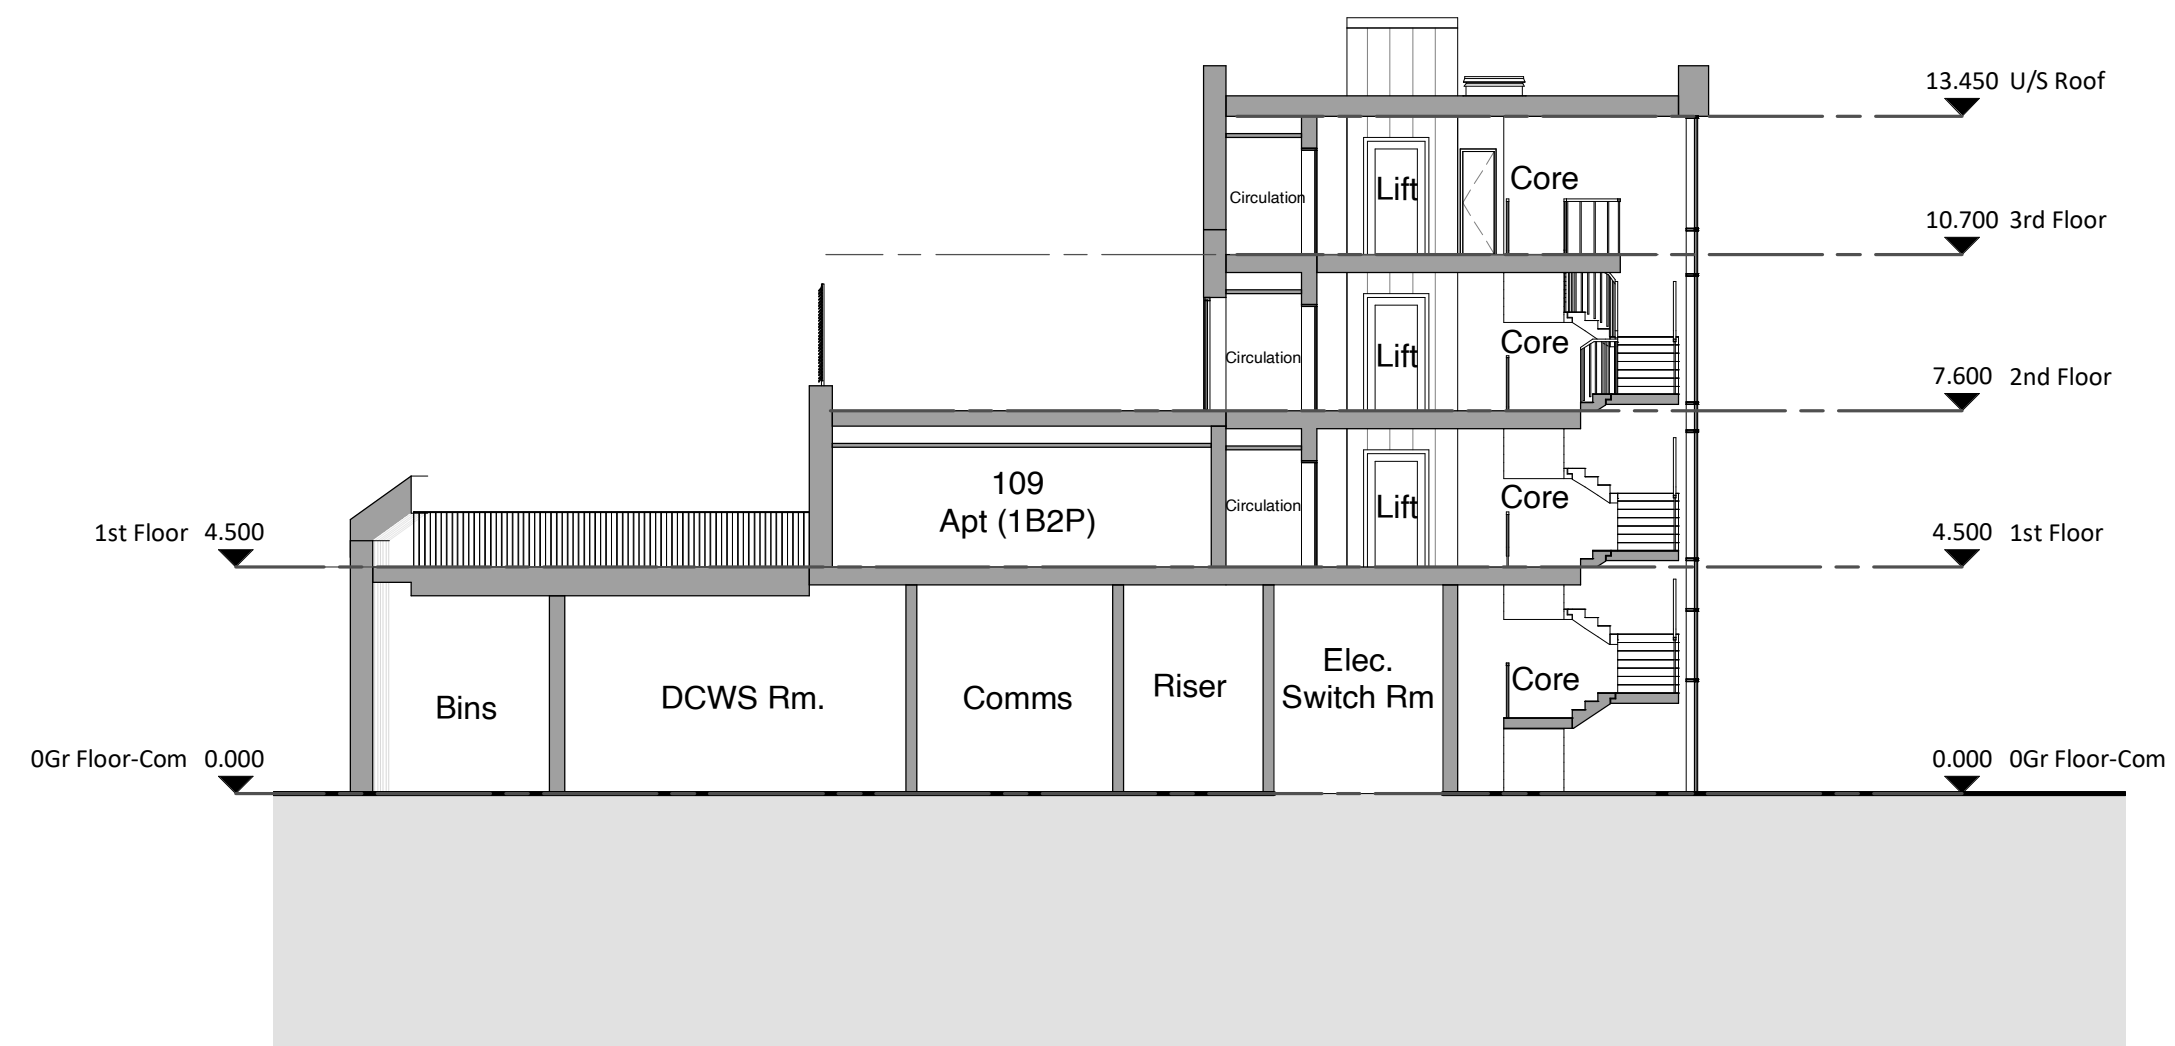 13.450 U/S Roof
Core
Lift
Circulation
10.700 3rd Floor
Core
Lift
Circulation
7.600 2nd Floor
109
Apt (1B2P)
Circulation
Lift
Core
1st Floor 4.500
4.500 1st Floor
Bins
DCWS Rm.
Comms
Riser
Elec.
Switch Rm
Core
0Gr Floor-Com 0.000
0.000 0Gr Floor-Com